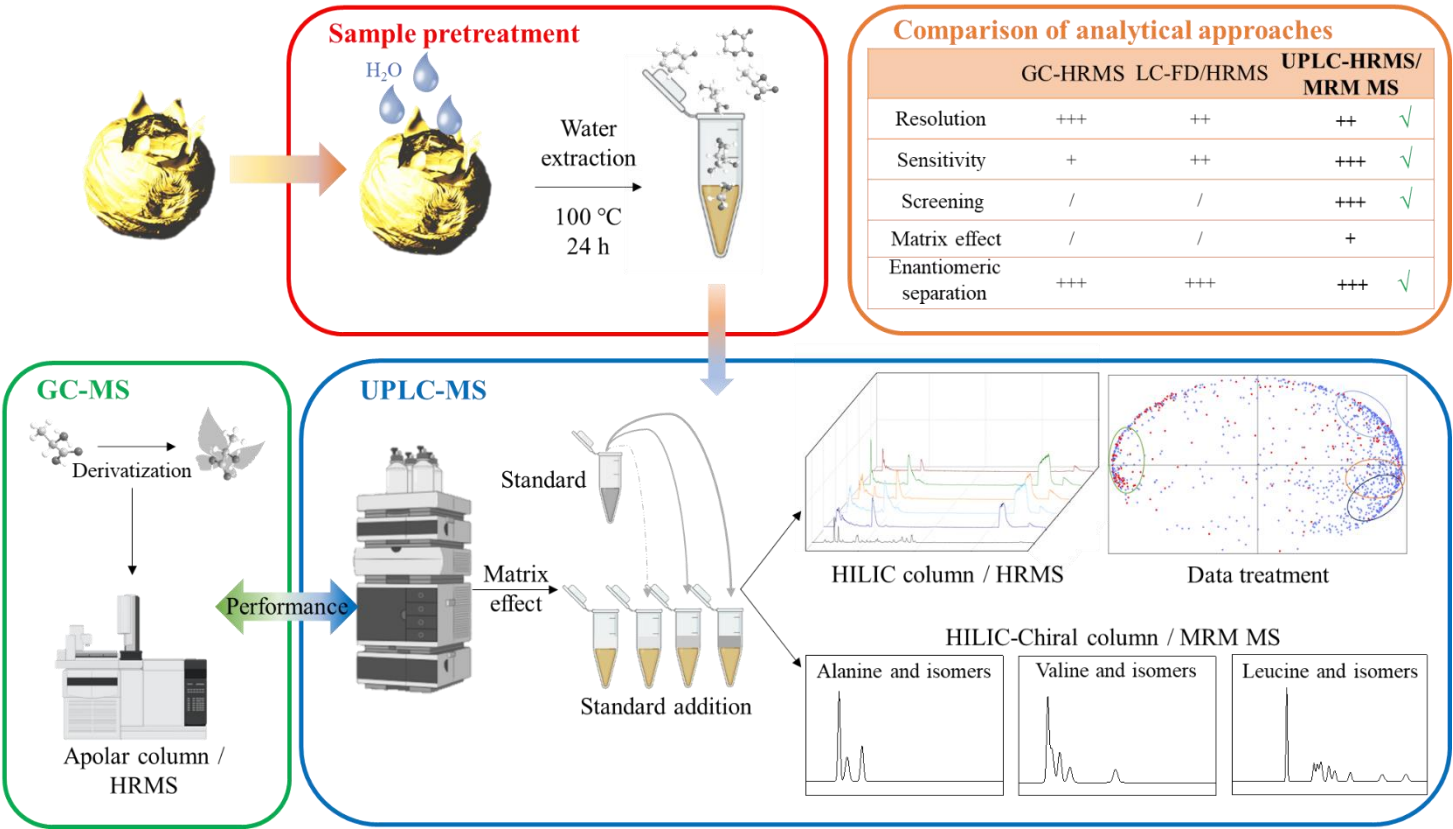 Sample pretreatment
H₂O
Water
extraction
100 °C
24 h
Comparison of analytical approaches
GC-HRMS LC-FD/HRMS UPLC-HRMS/
MRM MS
Resolution +++ ++ ++ √
Sensitivity + ++ +++ √
Screening / / +++ √
Matrix effect / / +
Enantiomeric
separation +++ +++ +++ √
GC-MS
Derivatization
Apolar column /
HRMS
Performance
UPLC-MS
Standard
Matrix
effect
Standard addition
HILIC column / HRMS
Data treatment
HILIC-Chiral column / MRM MS
Alanine and isomers
Valine and isomers
Leucine and isomers